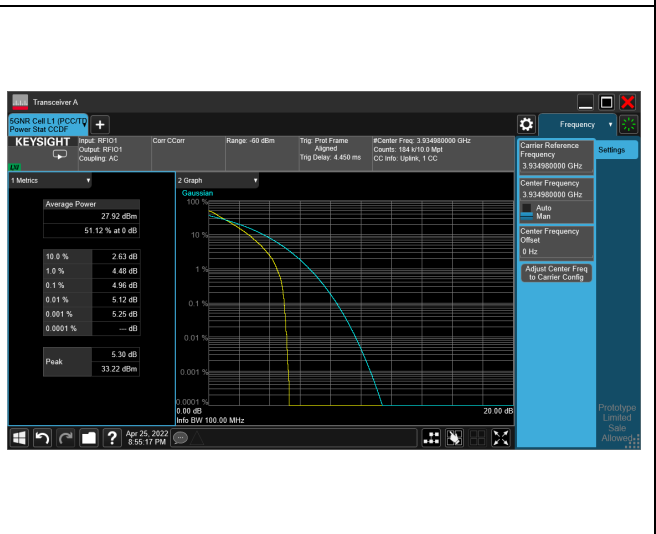 Transceiver A
5GNR Cell L1 (PCC/TD
Power Stat CCDF
Frequency
KEYSIGHT
Input: RFIO1
Output: RFIO1
Coupling: AC
Corr CCorr
Range: -60 dBm
Trig: Prot Frame
Aligned
Trig Delay: 4.450 ms
#Center Freq: 3.934980000 GHz
Counts: 184 k/10.0 Mpt
CC Info: Uplink, 1 CC
Carrier Reference
Frequency
3.934980000 GHz
Settings
Center Frequency
3.934980000 GHz
Auto
Man
Center Frequency
Offset
0 Hz
Adjust Center Freq
to Carrier Config
1 Metrics
Average Power
27.92 dBm
51.12 % at 0 dB
10.0 % 2.63 dB
1.0 % 4.48 dB
0.1 % 4.96 dB
0.01 % 5.12 dB
0.001 % 5.25 dB
0.0001 % --- dB
Peak
5.30 dB
33.22 dBm
2 Graph
Gaussian
100 %
10 %
1 %
0.1 %
0.01 %
0.001 %
0.0001 %
0.00 dB 20.00 dB
Info BW 100.00 MHz
Prototype
Limited
Sale
Allowed
Apr 25, 2022
8:55:17 PM